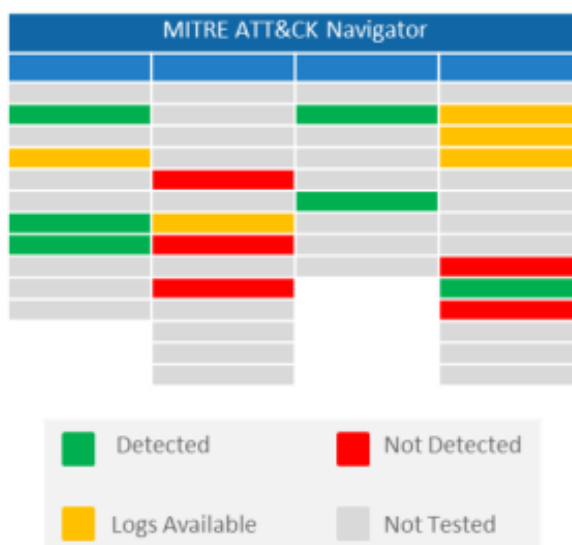 MITRE ATT&CK Navigator
Detected
Not Detected
Logs Available
Not Tested